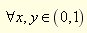 ∀x, y ∈ (0,1)